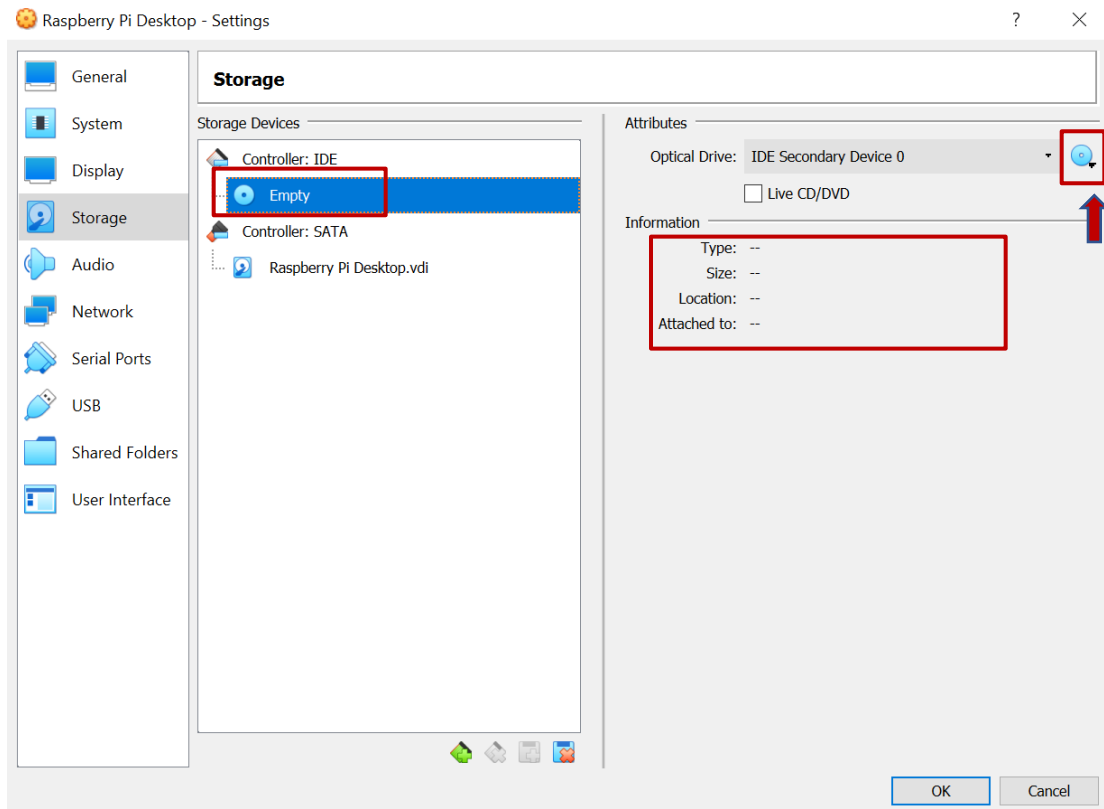 Raspberry Pi Desktop - Settings
?
General
System
Display
Storage
Audio
Network
Serial Ports
USB
Shared Folders
User Interface
Storage
Storage Devices
Controller: IDE
Empty
Controller: SATA
Raspberry Pi Desktop.vdi
Attributes
Optical Drive: IDE Secondary Device 0
Live CD/DVD
Information
Type: --
Size: --
Location: --
Attached to: --
OK
Cancel